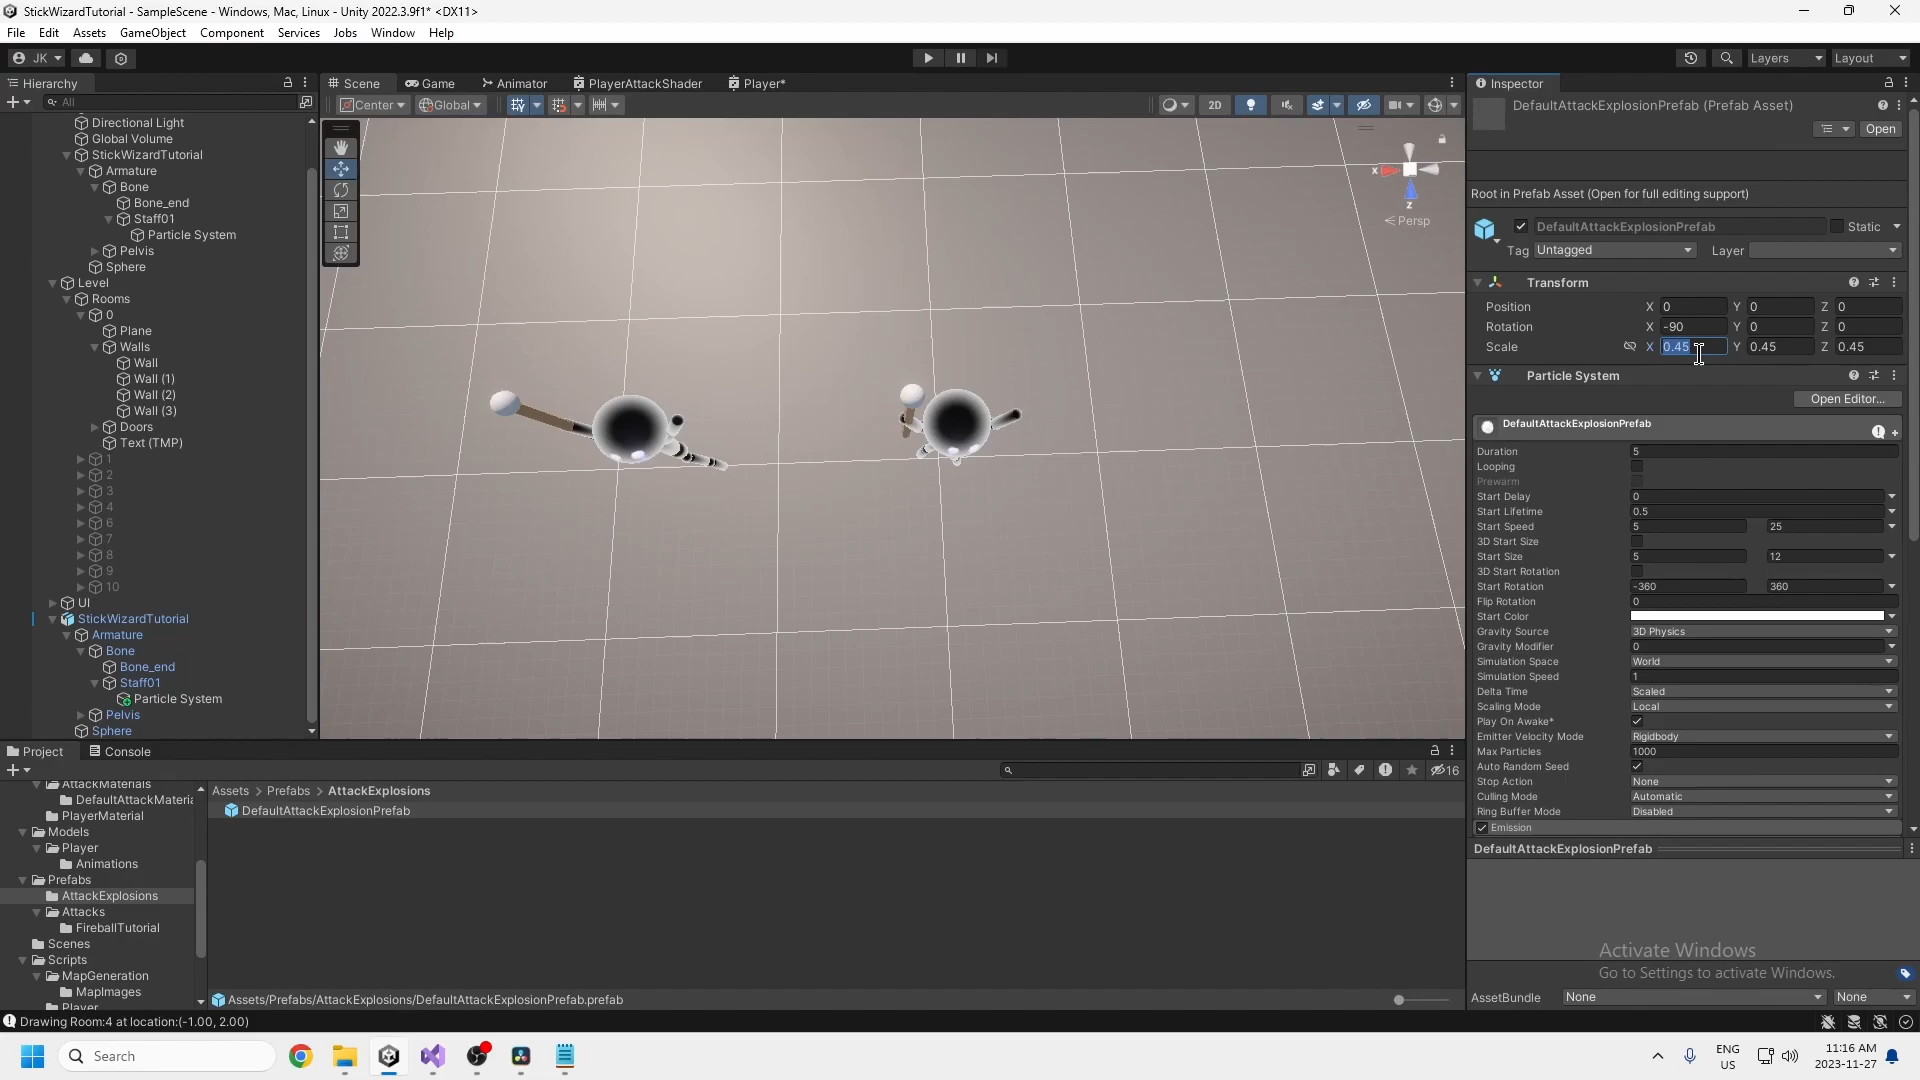 StickWizardTutorial - SampleScene - Windows, Mac, Linux - Unity 2022.3.9f1* <DX11>
File Edit Assets GameObject Component Services Jobs Window Help
JK Layers Layout
Hierarchy
All
Directional Light
Global Volume
StickWizardTutorial
Armature
Bone
Bone_end
Staff01
Particle System
Pelvis
Sphere
Level
Rooms
0
Plane
Walls
Wall
Wall (1)
Wall (2)
Wall (3)
Doors
Text (TMP)
1
2
3
4
6
7
8
9
10
UI
StickWizardTutorial
Armature
Bone
Bone_end
Staff01
Particle System
Pelvis
Sphere
Scene Game Animator PlayerAttackShader Player*
Center Global 2D
x
z
Persp
Inspector
DefaultAttackExplosionPrefab (Prefab Asset)
Open
Root in Prefab Asset (Open for full editing support)
DefaultAttackExplosionPrefab Static
Tag Untagged Layer
Transform
Position X 0 Y 0 Z 0
Rotation X -90 Y 0 Z 0
Scale X 0.45 Y 0.45 Z 0.45
Particle System
Open Editor...
DefaultAttackExplosionPrefab
Duration 5
Looping
Prewarm
Start Delay 0
Start Lifetime 0.5
Start Speed 5 25
3D Start Size
Start Size 5 12
3D Start Rotation
Start Rotation -360 360
Flip Rotation 0
Start Color
Gravity Source 3D Physics
Gravity Modifier 0
Simulation Space World
Simulation Speed 1
Delta Time Scaled
Scaling Mode Local
Play On Awake*
Emitter Velocity Mode Rigidbody
Max Particles 1000
Auto Random Seed
Stop Action None
Culling Mode Automatic
Ring Buffer Mode Disabled
Emission
DefaultAttackExplosionPrefab
Activate Windows
Go to Settings to activate Windows.
AssetBundle None None
Project Console
16
AttackMaterials
DefaultAttackMateria
PlayerMaterial
Models
Player
Animations
Prefabs
AttackExplosions
Attacks
FireballTutorial
Scenes
Scripts
MapGeneration
MapImages
Player
Assets > Prefabs > AttackExplosions
DefaultAttackExplosionPrefab
Assets/Prefabs/AttackExplosions/DefaultAttackExplosionPrefab.prefab
Drawing Room:4 at location:(-1.00, 2.00)
Search
ENG
US
11:16 AM
2023-11-27